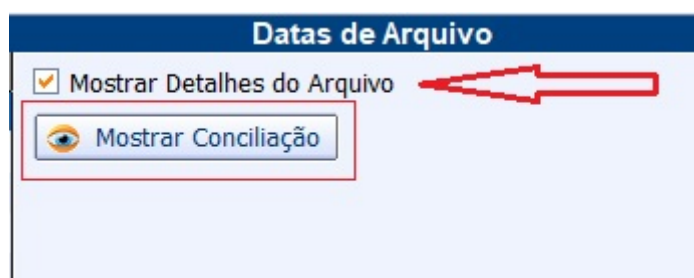 Datas de Arquivo
Mostrar Detalhes do Arquivo
Mostrar Conciliação